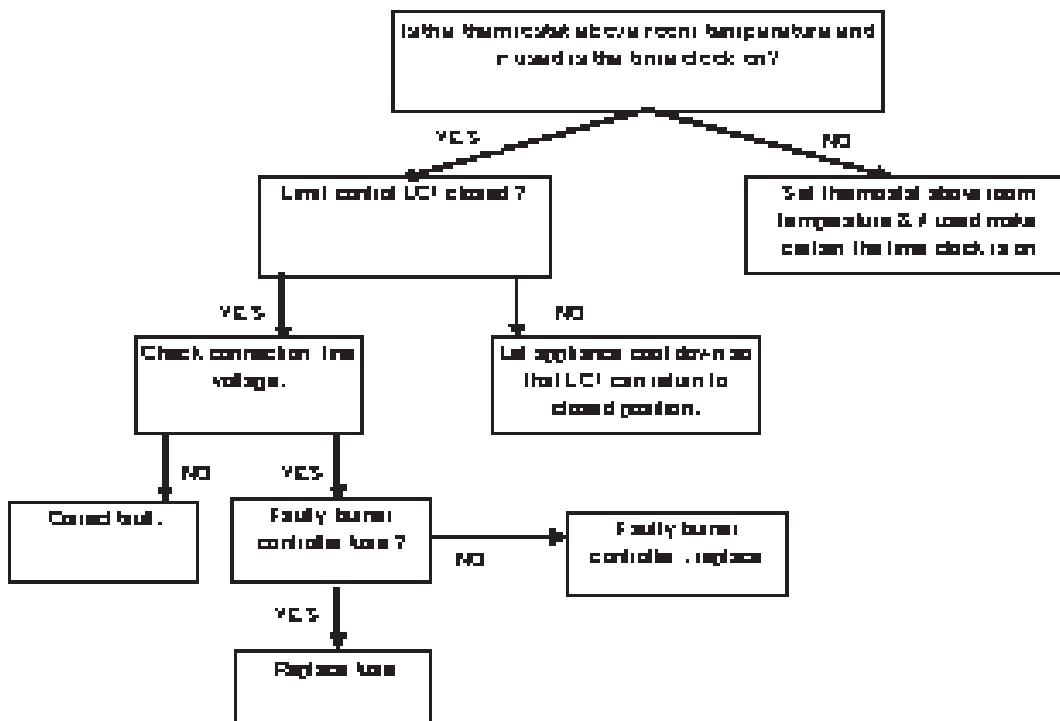 Is the thermostat above room temperature and
if used is the time clock on?
YES
NO
Limit control LC1 closed?
Set thermostat above room
temperature & if used make
certain the time clock is on
YES
NO
Check connection line
voltage.
Let appliance cool down so
that LC1 can return to
closed position.
NO
YES
Correct fault.
Faulty burner
controller fuse?
NO
Faulty burner
controller, replace
YES
Replace fuse